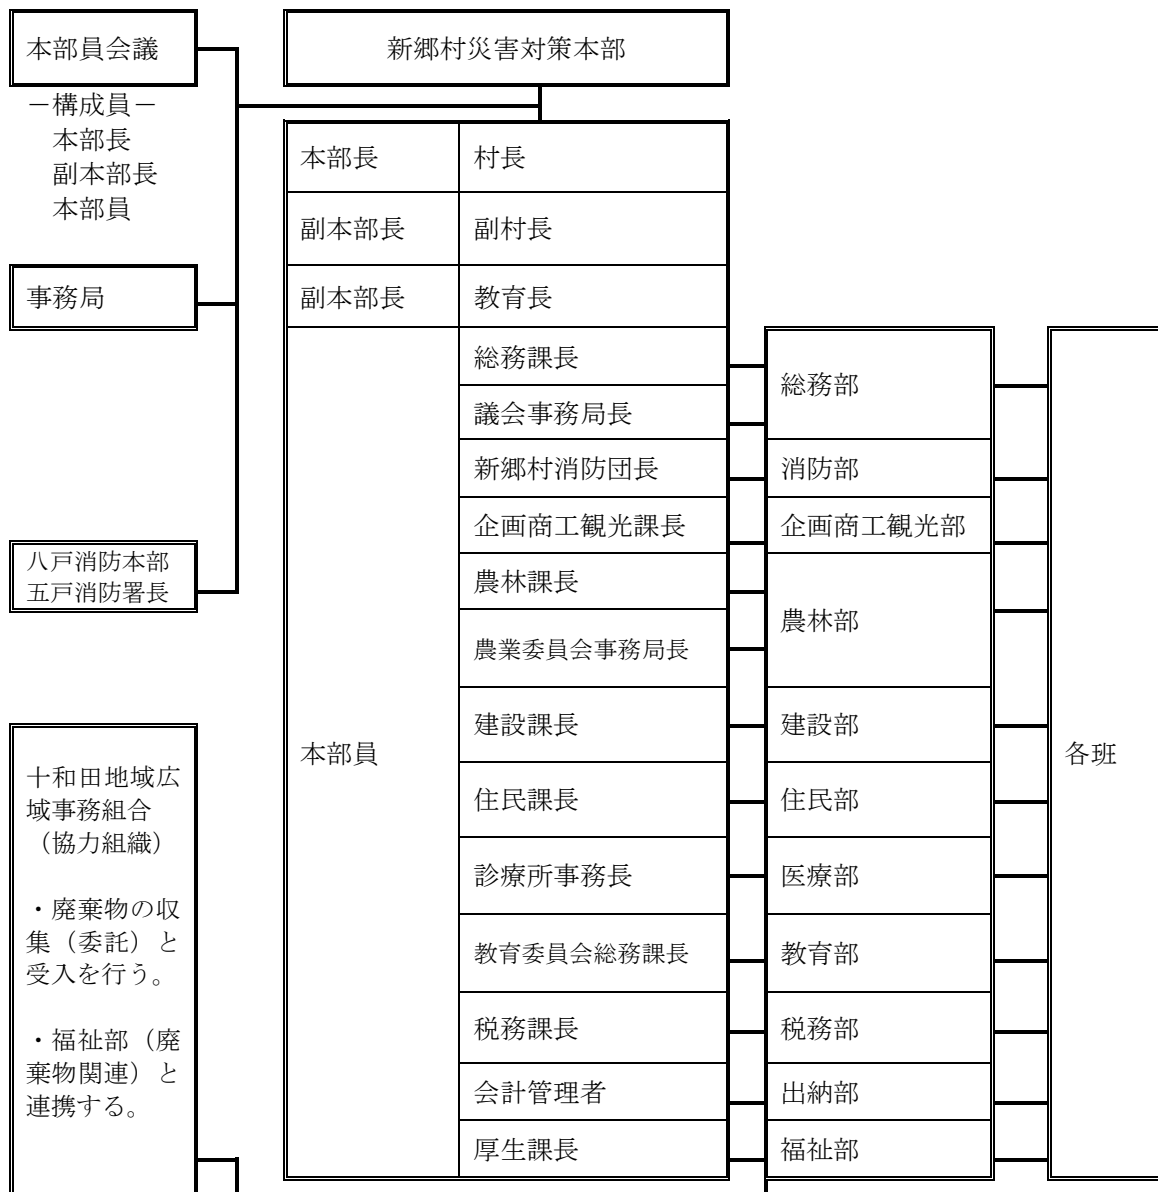 本部員会議
－構成員－
本部長
副本部長
本部員
事務局
八戸消防本部
五戸消防署長
十和田地域広
域事務組合
（協力組織）
・廃棄物の収
集（委託）と
受入を行う。
・福祉部（廃
棄物関連）と
連携する。
新郷村災害対策本部
本部長 村長
副本部長 副村長
副本部長 教育長
本部員
総務課長
議会事務局長
新郷村消防団長
企画商工観光課長
農林課長
農業委員会事務局長
建設課長
住民課長
診療所事務長
教育委員会総務課長
税務課長
会計管理者
厚生課長
総務部
消防部
企画商工観光部
農林部
建設部
住民部
医療部
教育部
税務部
出納部
福祉部
各班